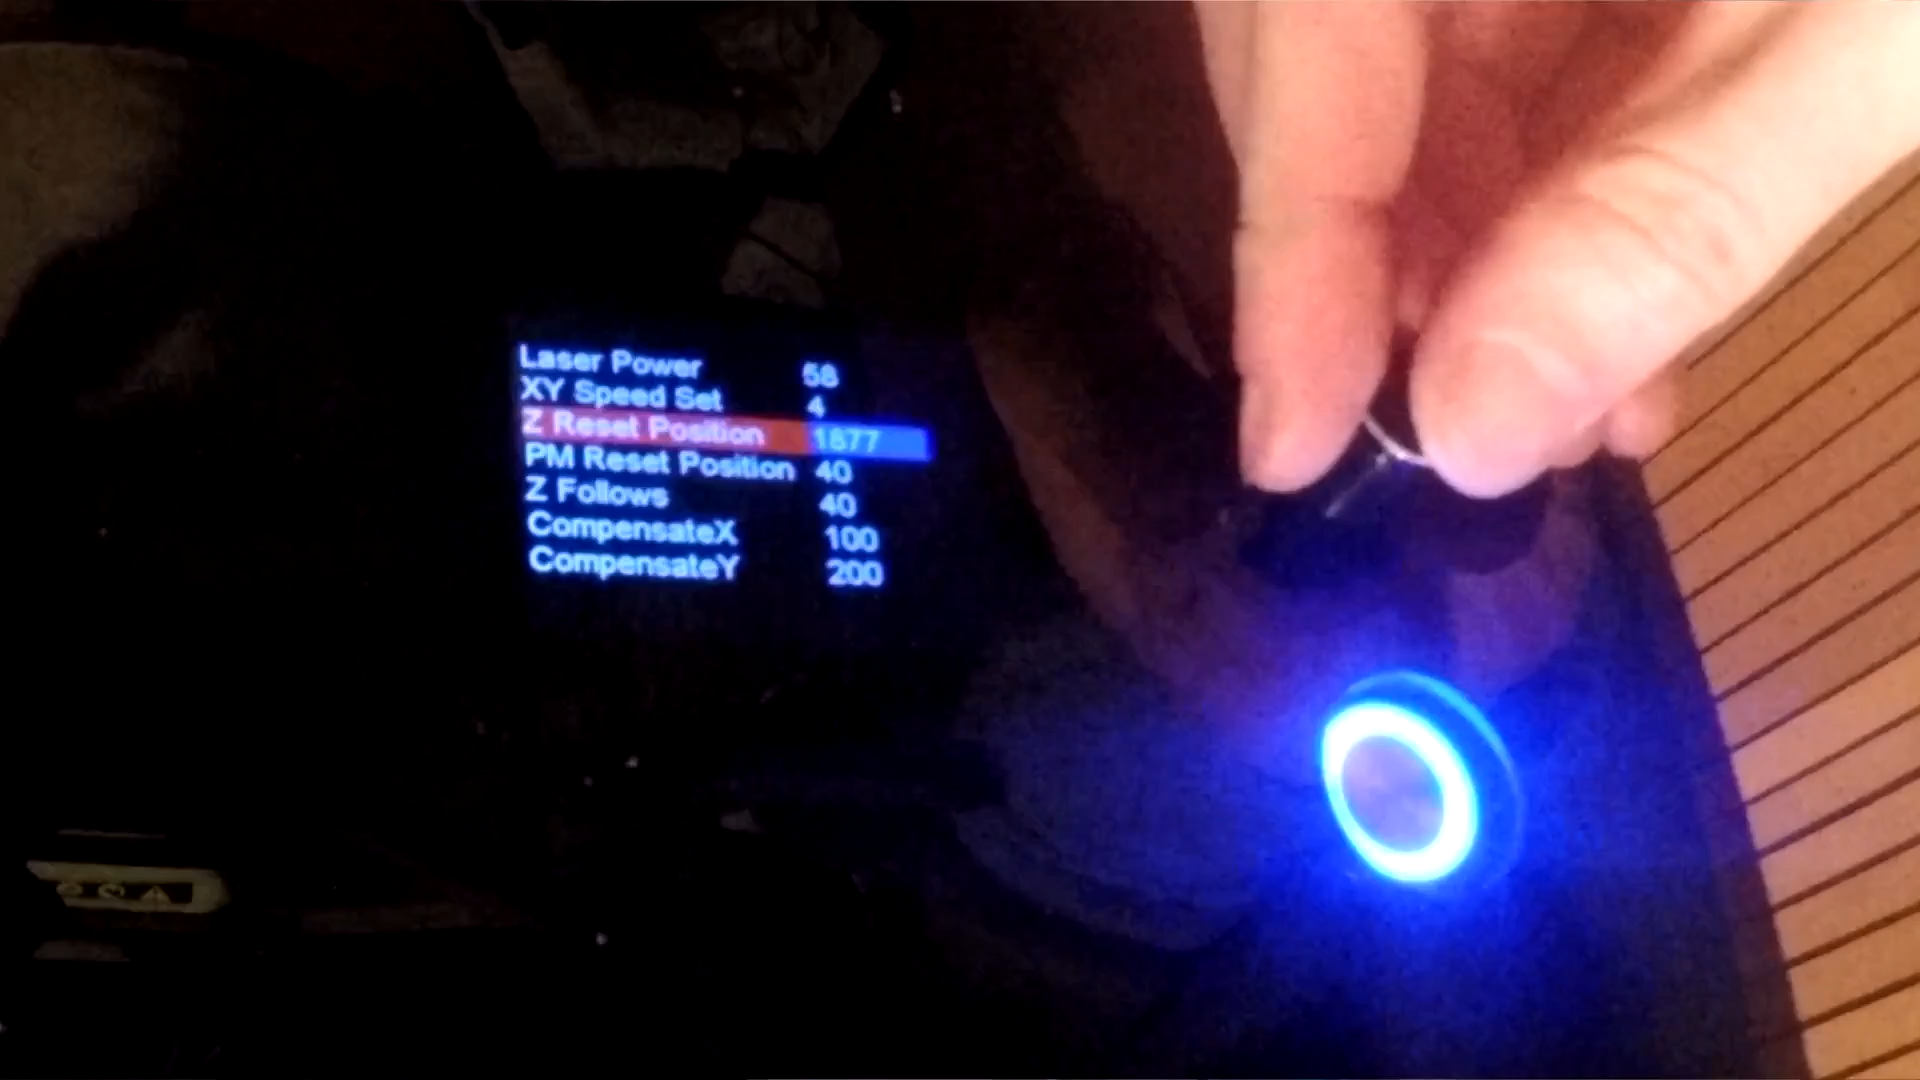 Laser Power 58
XY Speed Set 4
Z Reset Position 1877
PM Reset Position 40
Z Follows 40
CompensateX 100
CompensateY 200